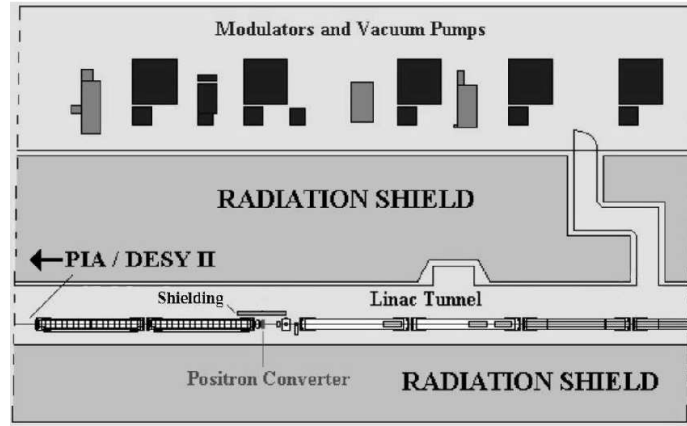 Modulators and Vacuum Pumps
RADIATION SHIELD
PIA / DESY II
Shielding
Linac Tunnel
Positron Converter
RADIATION SHIELD